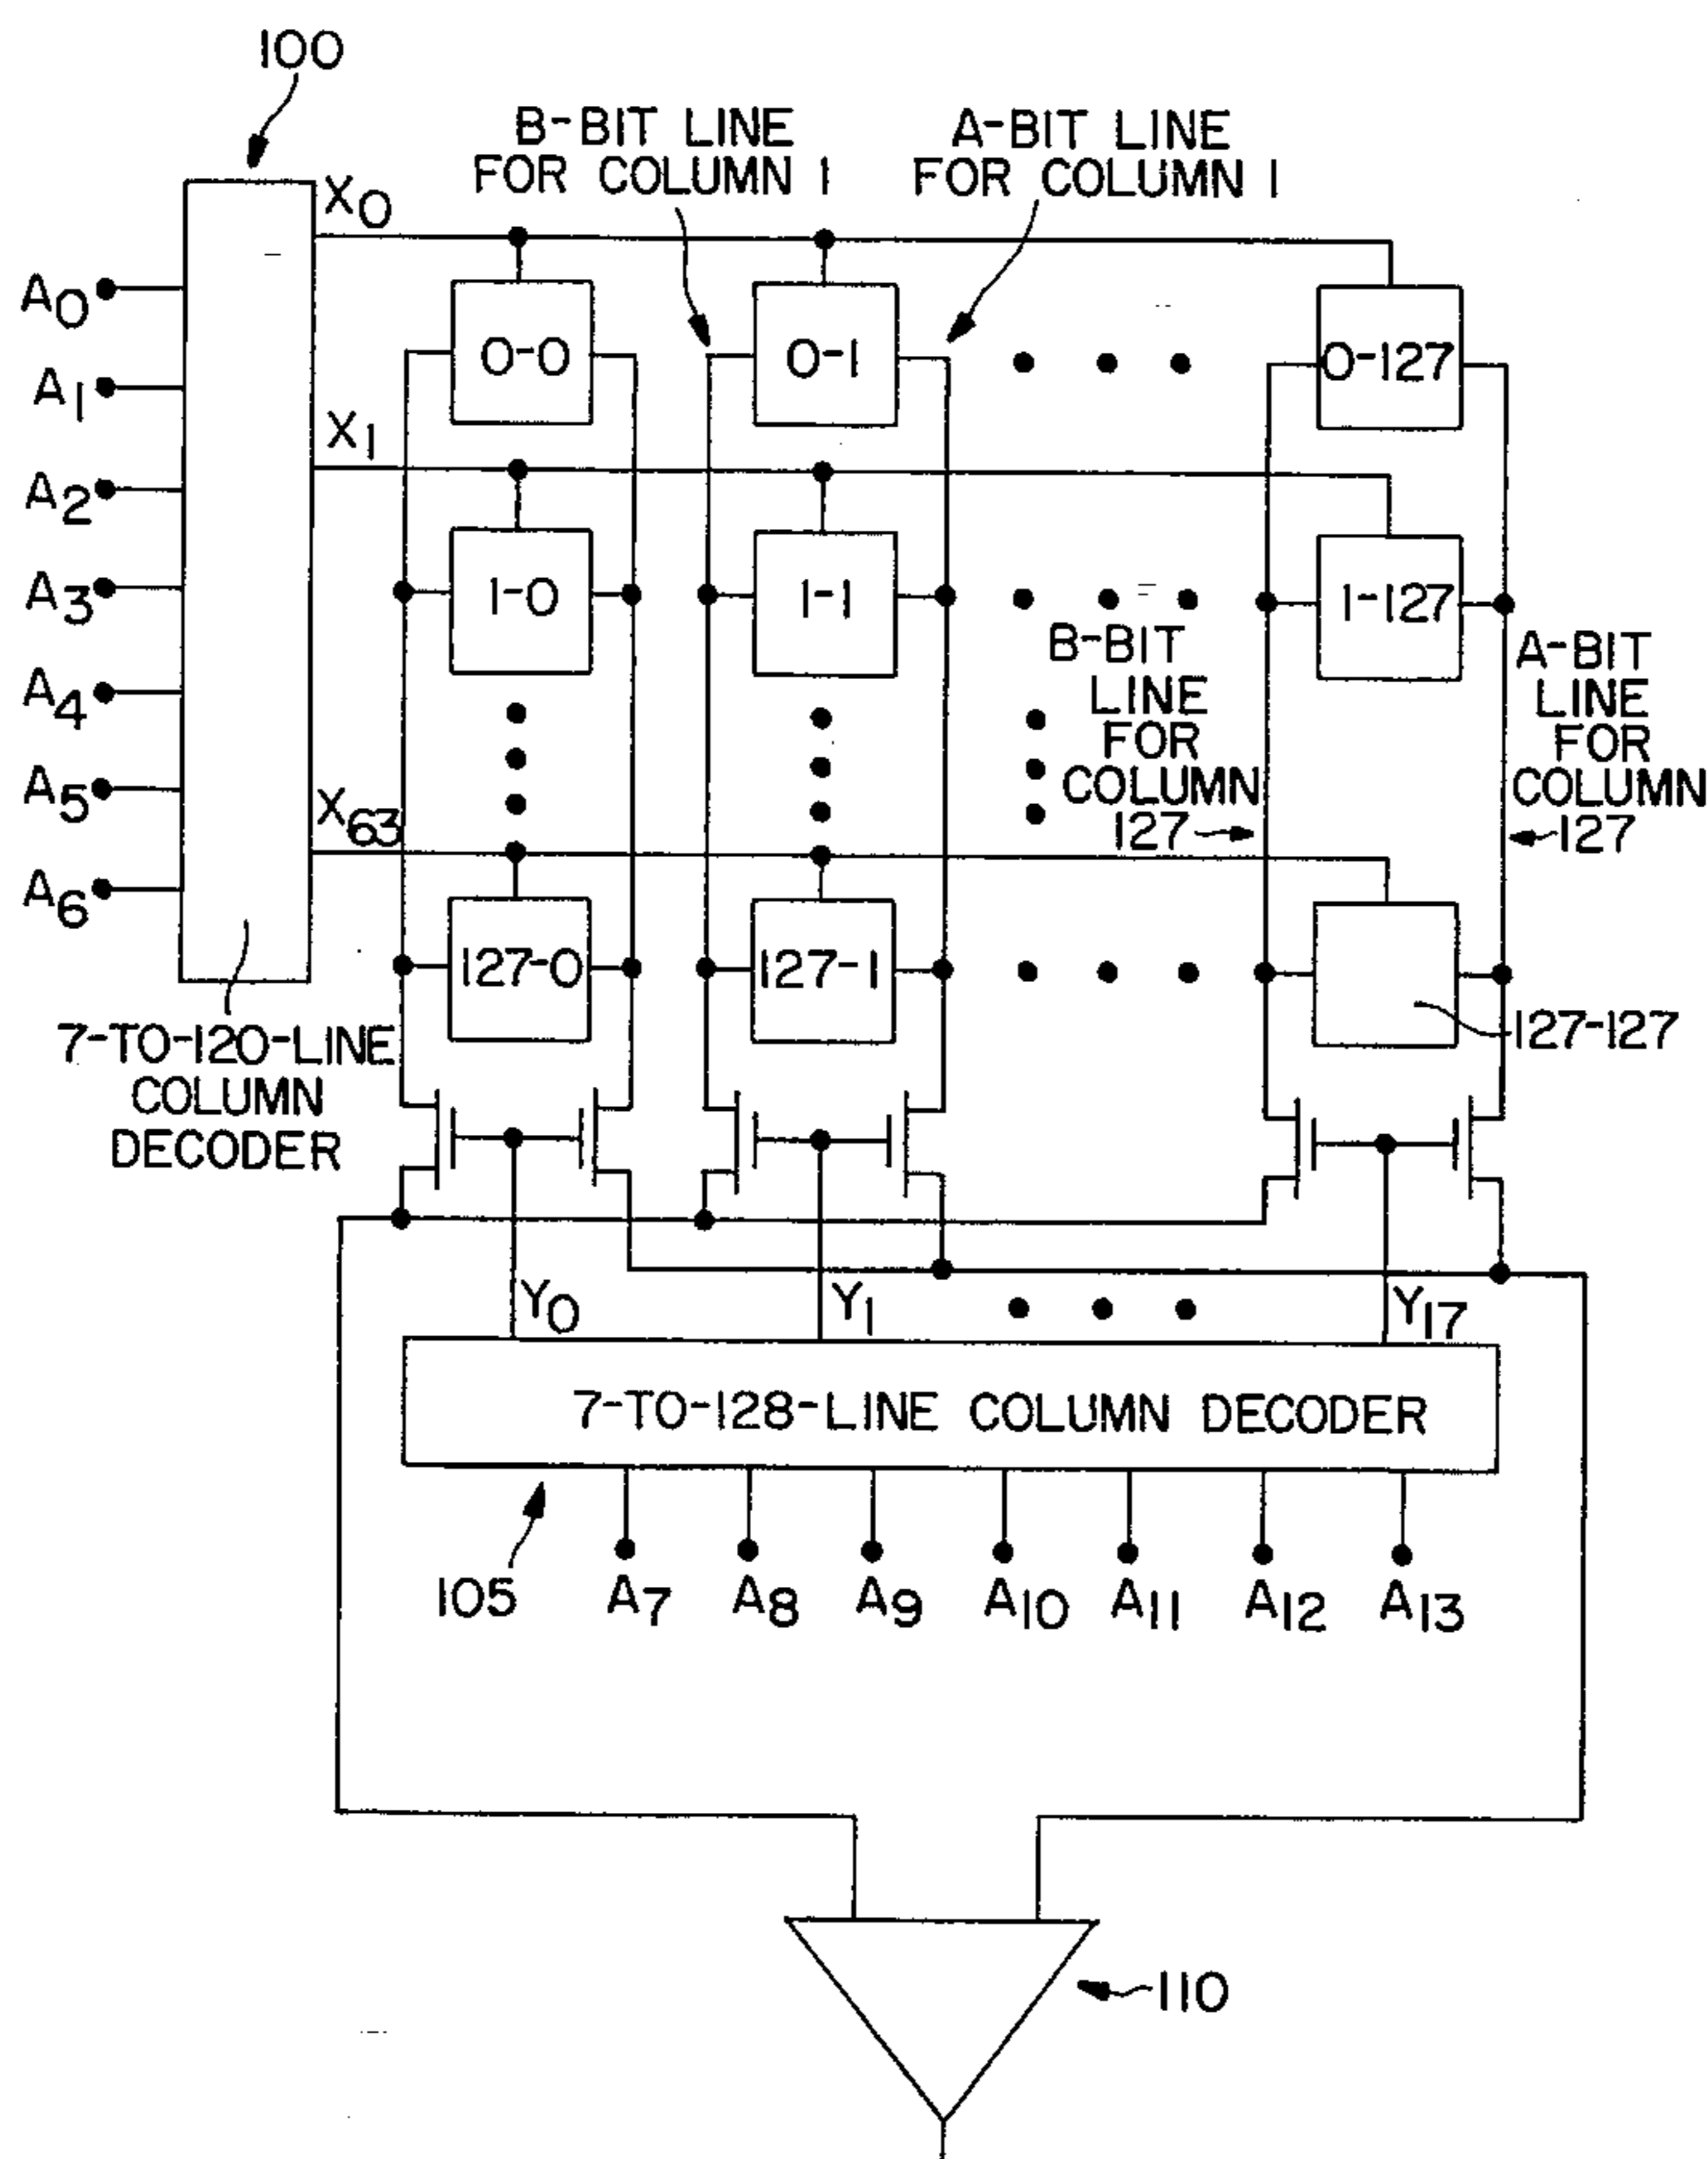 100
B-BIT LINE
FOR COLUMN 1
A-BIT LINE
FOR COLUMN 1
X0
A0
0-0
0-1
0-127
A1
X1
A2
A3
1-0
1-1
1-127
B-BIT
LINE
FOR
COLUMN
127
A-BIT
LINE
FOR
COLUMN
127
A4
A5
X63
A6
127-0
127-1
127-127
7-TO-120-LINE
COLUMN
DECODER
Y0
Y1
Y17
7-TO-128-LINE COLUMN DECODER
105
A7
A8
A9
A10
A11
A12
A13
110